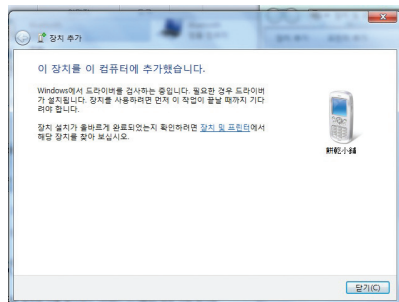 장치 추가
이 장치를 이 컴퓨터에 추가했습니다.
Windows에서 드라이버를 검사하는 중입니다. 필요한 경우 드라이버
가 설치됩니다. 장치를 사용하려면 먼저 이 작업이 끝날 때까지 기다
려야 합니다.
장치 설치가 올바르게 완료되었는지 확인하려면 장치 및 프린터에서
해당 장치를 찾아 보십시오.
餠乾小鋪
닫기(C)